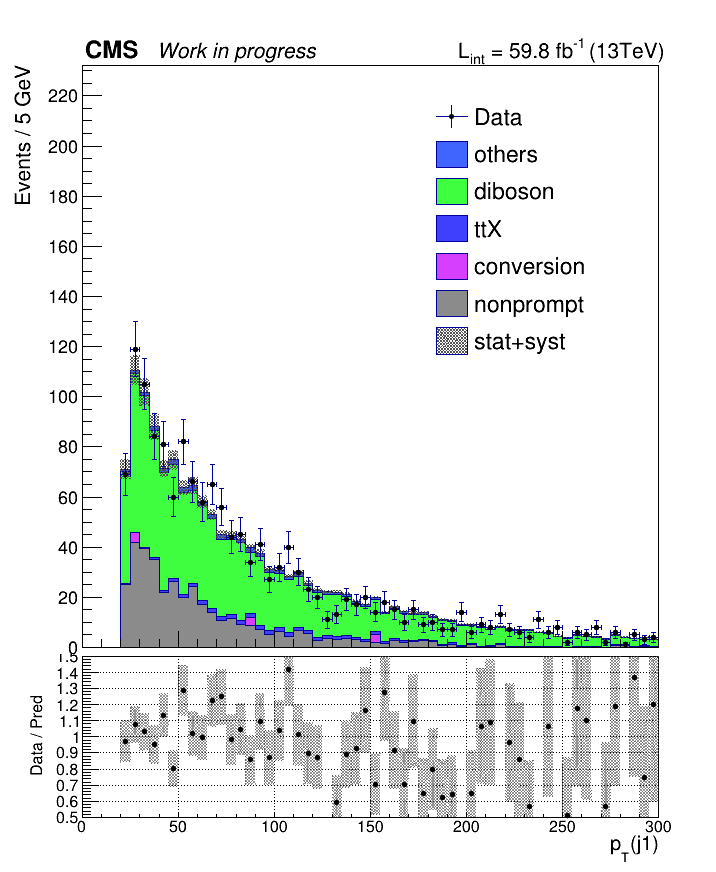 CMS Work in progress L_int = 59.8 fb^-1 (13TeV)
Events / 5 GeV
220
200
180
160
140
120
100
80
60
40
20
0
Data
others
diboson
ttX
conversion
nonprompt
stat+syst
Data / Pred
1.5
1.4
1.3
1.2
1.1
1
0.9
0.8
0.7
0.6
0.5
0 50 100 150 200 250 300
p_T(j1)